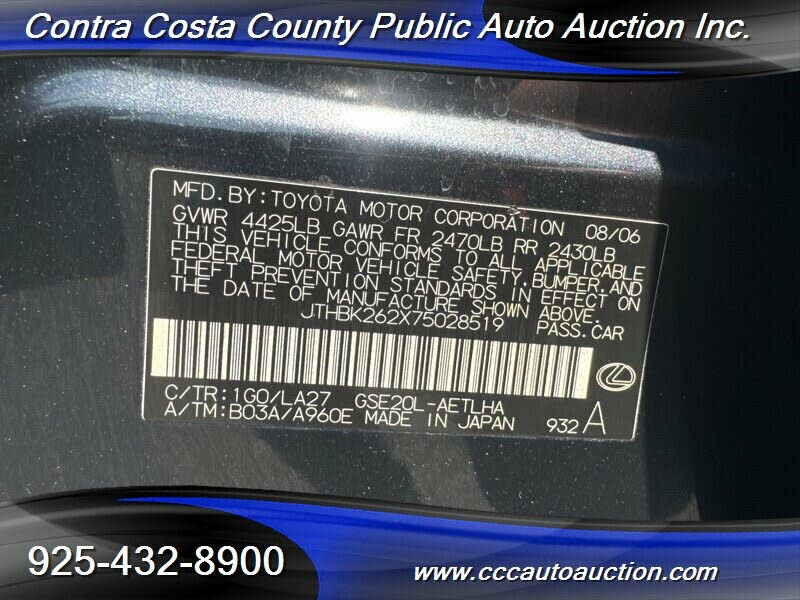 Contra Costa County Public Auto Auction Inc.
MFD. BY: TOYOTA MOTOR CORPORATION 08/06
GVWR 4425LB GAWR FR 2470LB RR 2430LB
THIS VEHICLE CONFORMS TO ALL APPLICABLE
FEDERAL MOTOR VEHICLE SAFETY, BUMPER, AND
THEFT PREVENTION STANDARDS IN EFFECT ON
THE DATE OF MANUFACTURE SHOWN ABOVE.
JTHBK262X75028519 PASS. CAR
C/TR: 1G0/LA27 GSE20L-AETLHA
A/TM: B03A/A960E MADE IN JAPAN 932 A
925-432-8900
www.cccautoauction.com